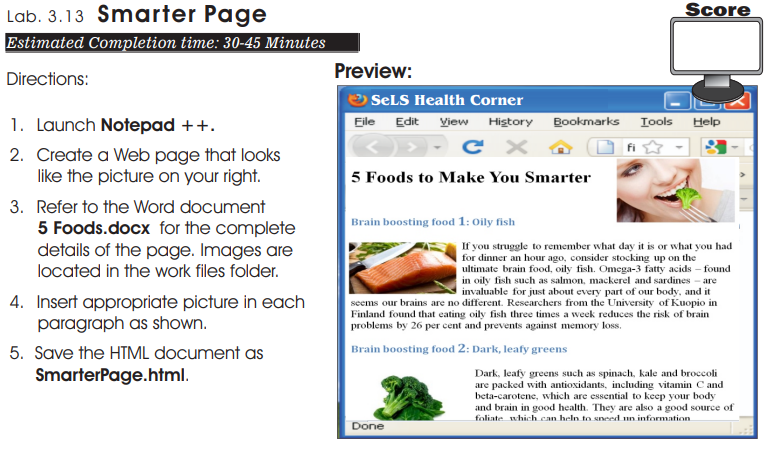 Lab. 3.13 Smarter Page
Score
Estimated Completion time: 30-45 Minutes
Directions:
1. Launch Notepad ++.
2. Create a Web page that looks
like the picture on your right.
3. Refer to the Word document
5 Foods.docx for the complete
details of the page. Images are
located in the work files folder.
4. Insert appropriate picture in each
paragraph as shown.
5. Save the HTML document as
SmarterPage.html.
Preview:
SeLS Health Corner
File Edit View History Bookmarks Tools Help
fi
5 Foods to Make You Smarter
Brain boosting food 1: Oily fish
If you struggle to remember what day it is or what you had
for dinner an hour ago, consider stocking up on the
ultimate brain food, oily fish. Omega-3 fatty acids – found
in oily fish such as salmon, mackerel and sardines – are
invaluable for just about every part of our body, and it
seems our brains are no different. Researchers from the University of Kuopio in
Finland found that eating oily fish three times a week reduces the risk of brain
problems by 26 per cent and prevents against memory loss.
Brain boosting food 2: Dark, leafy greens
Dark, leafy greens such as spinach, kale and broccoli
are packed with antioxidants, including vitamin C and
beta-carotene, which are essential to keep your body
and brain in good health. They are also a good source of
foliate, which can help to speed up information
Done